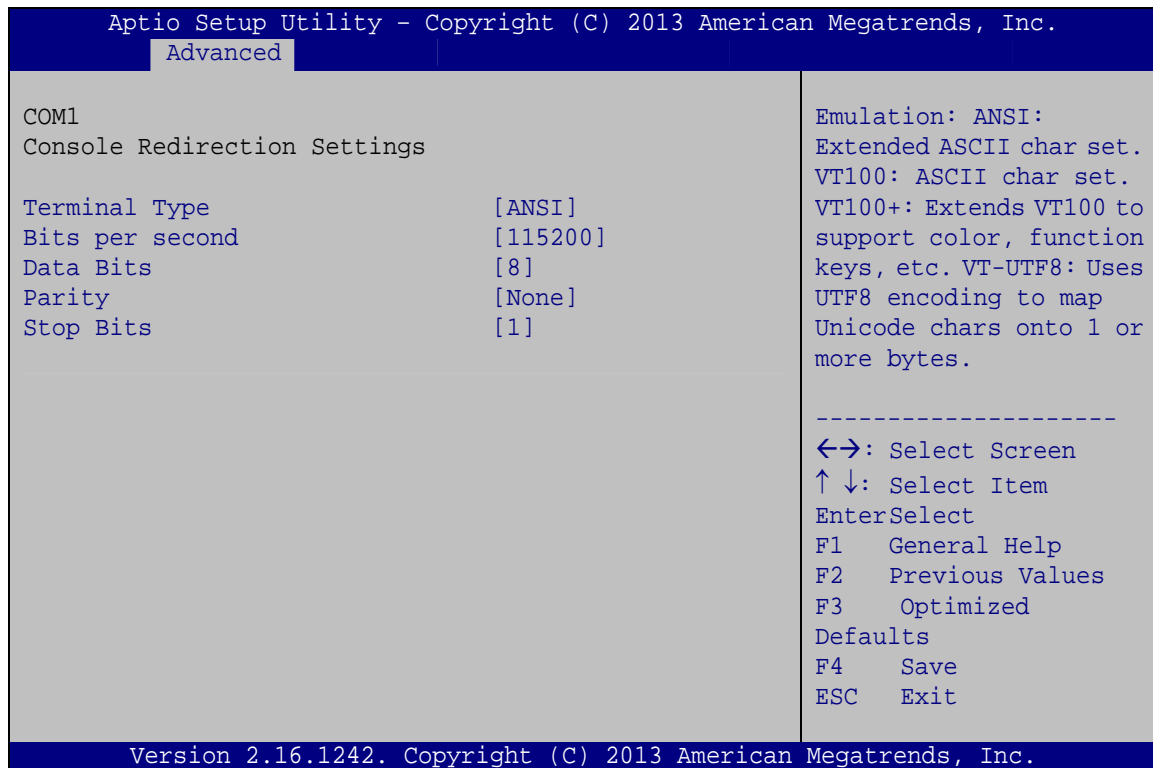 Aptio Setup Utility – Copyright (C) 2013 American Megatrends, Inc.
Advanced
COM1
Console Redirection Settings
Terminal Type [ANSI]
Bits per second [115200]
Data Bits [8]
Parity [None]
Stop Bits [1]
Emulation: ANSI:
Extended ASCII char set.
VT100: ASCII char set.
VT100+: Extends VT100 to
support color, function
keys, etc. VT-UTF8: Uses
UTF8 encoding to map
Unicode chars onto 1 or
more bytes.
---------------------
←→: Select Screen
↑ ↓: Select Item
EnterSelect
F1 General Help
F2 Previous Values
F3 Optimized
Defaults
F4 Save
ESC Exit
Version 2.16.1242. Copyright (C) 2013 American Megatrends, Inc.